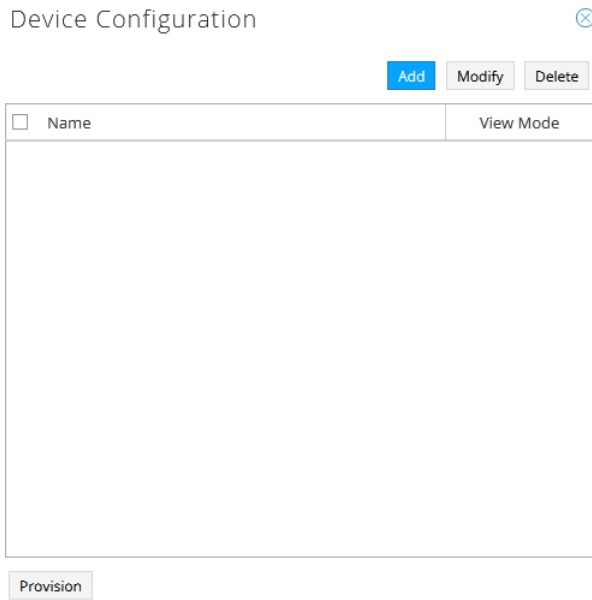 Device Configuration
Add Modify Delete
Name View Mode
Provision